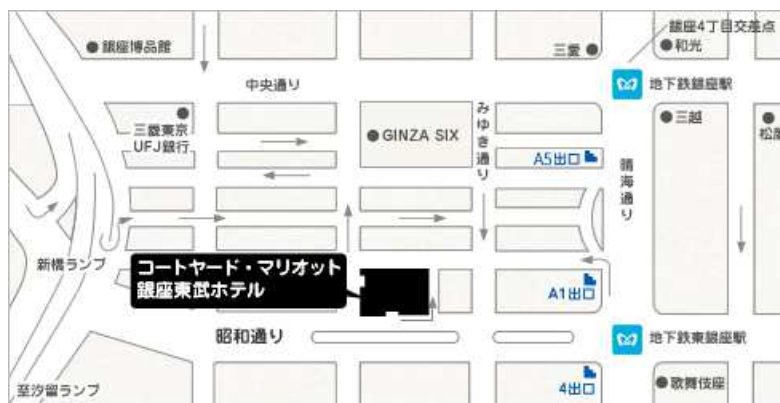 銀座4丁目交差点
銀座博品館
三愛
和光
中央通り
地下鉄銀座駅
三菱東京
UFJ銀行
GINZA SIX
みゆき通り
三越
A5出口
晴海通り
新橋ランプ
コートヤード・マリオット
銀座東武ホテル
A1出口
昭和通り
地下鉄東銀座駅
至汐留ランプ
4出口
歌舞伎座